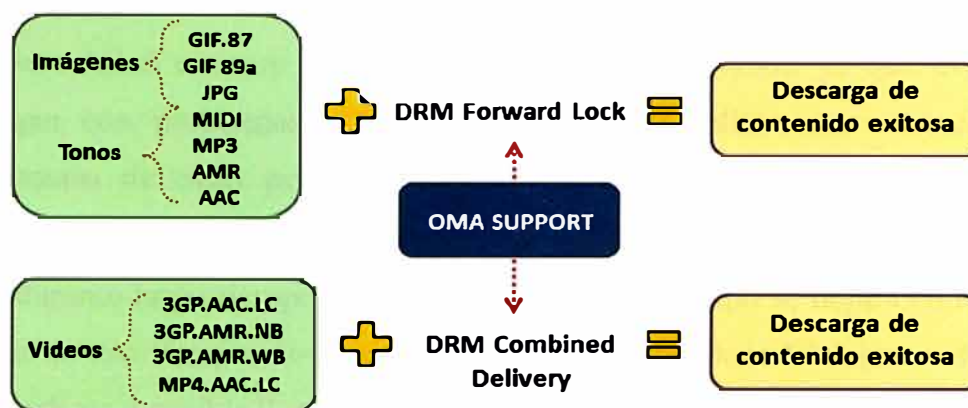 Imágenes
GIF.87
GIF 89a
JPG
Tonos
MIDI
MP3
AMR
AAC
DRM Forward Lock
Descarga de
contenido exitosa
OMA SUPPORT
Videos
3GP.AAC.LC
3GP.AMR.NB
3GP.AMR.WB
MP4.AAC.LC
DRM Combined
Delivery
Descarga de
contenido exitosa